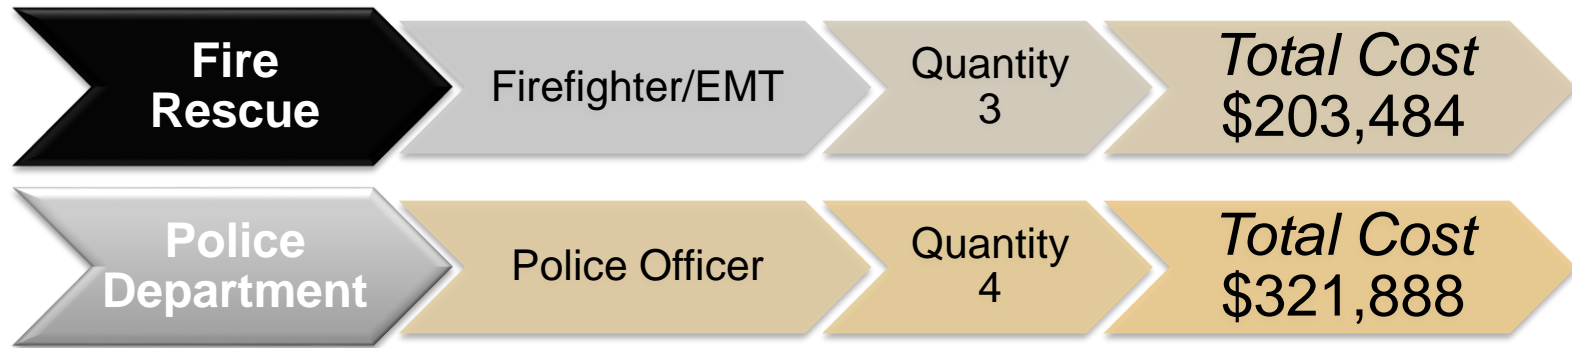 Fire
Rescue
Firefighter/EMT
Quantity
3
Total Cost
$203,484
Police
Department
Police Officer
Quantity
4
Total Cost
$321,888